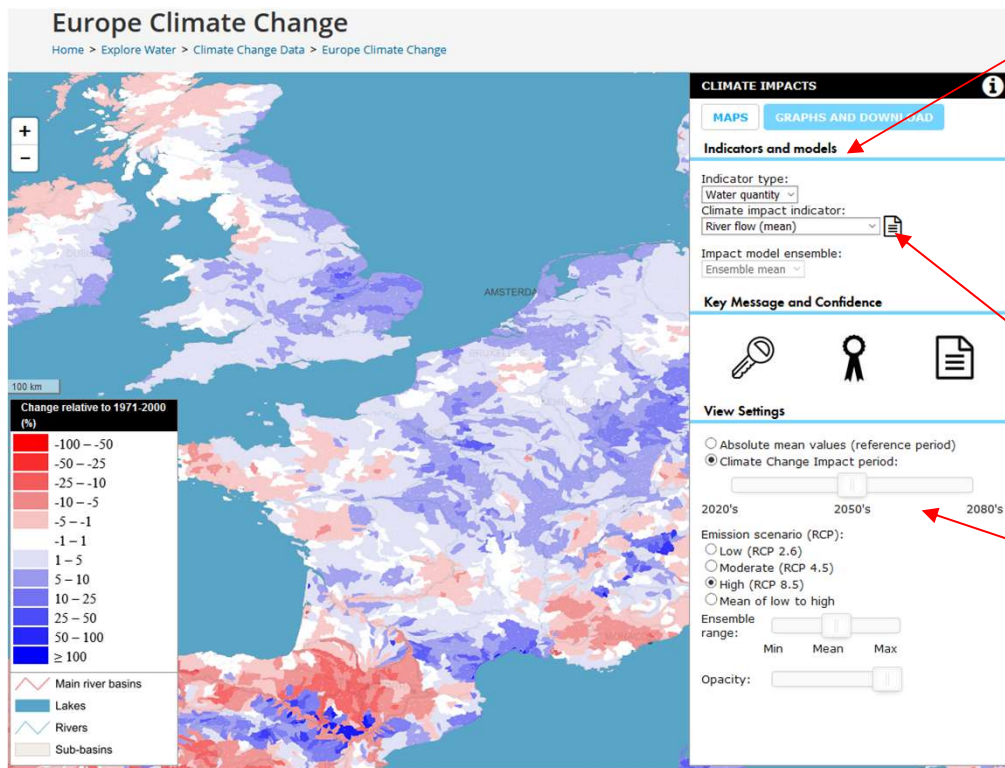 Europe Climate Change
Home > Explore Water > Climate Change Data > Europe Climate Change
+
−
AMSTERDA
100 km
Change relative to 1971-2000
(%)
-100 – -50
-50 – -25
-25 – -10
-10 – -5
-5 – -1
-1 – 1
1 – 5
5 – 10
10 – 25
25 – 50
50 – 100
≥ 100
Main river basins
Lakes
Rivers
Sub-basins
CLIMATE IMPACTS
MAPS GRAPHS AND DOWNLOAD
Indicators and models
Indicator type:
Water quantity
Climate impact indicator:
River flow (mean)
Impact model ensemble:
Ensemble mean
Key Message and Confidence
View Settings
Absolute mean values (reference period)
Climate Change Impact period:
2020's 2050's 2080's
Emission scenario (RCP):
Low (RCP 2.6)
Moderate (RCP 4.5)
High (RCP 8.5)
Mean of low to high
Ensemble
range:
Min Mean Max
Opacity: